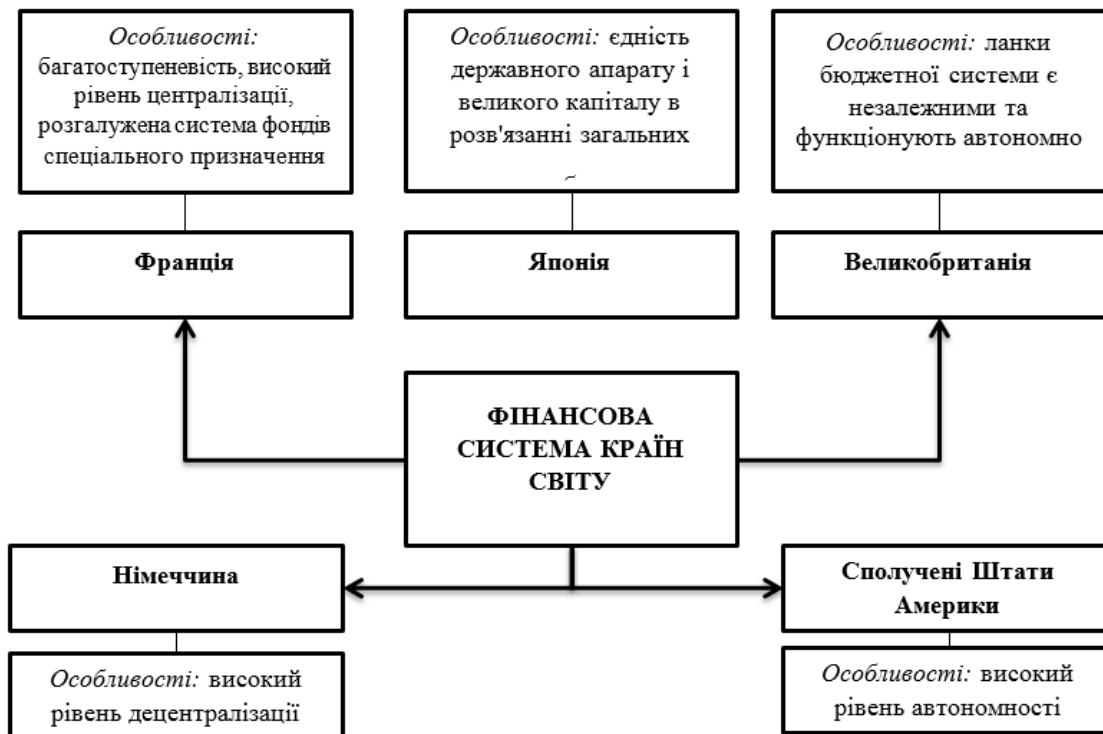 Особливості:
багатоступеневість, високий
рівень централізації,
розгалужена система фондів
спеціального призначення
Особливості: єдність
державного апарату і
великого капіталу в
розв'язанні загальних
Особливості: ланки
бюджетної системи є
незалежними та
функціонують автономно
Франція
Японія
Великобританія
ФІНАНСОВА
СИСТЕМА КРАЇН
СВІТУ
Німеччина
Сполучені Штати
Америки
Особливості: високий
рівень децентралізації
Особливості: високий
рівень автономності